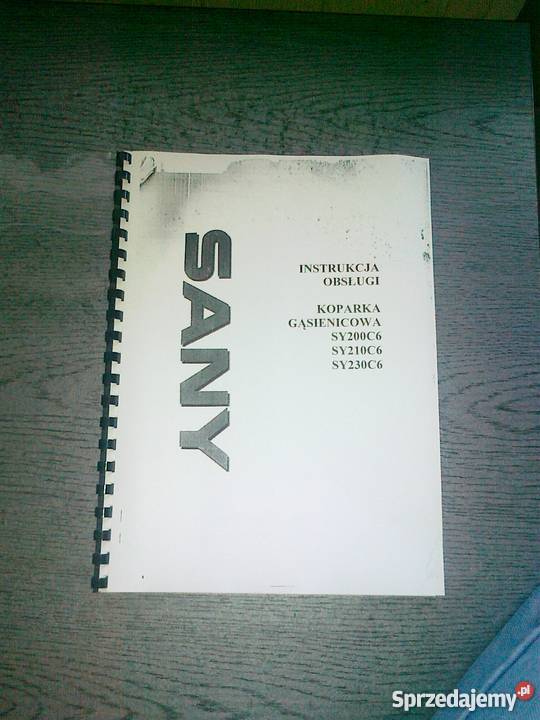 SANY
INSTRUKCJA
OBSŁUGI
KOPARKA
GĄSIENICOWA
SY200C6
SY210C6
SY230C6
Sprzedajemy.pl